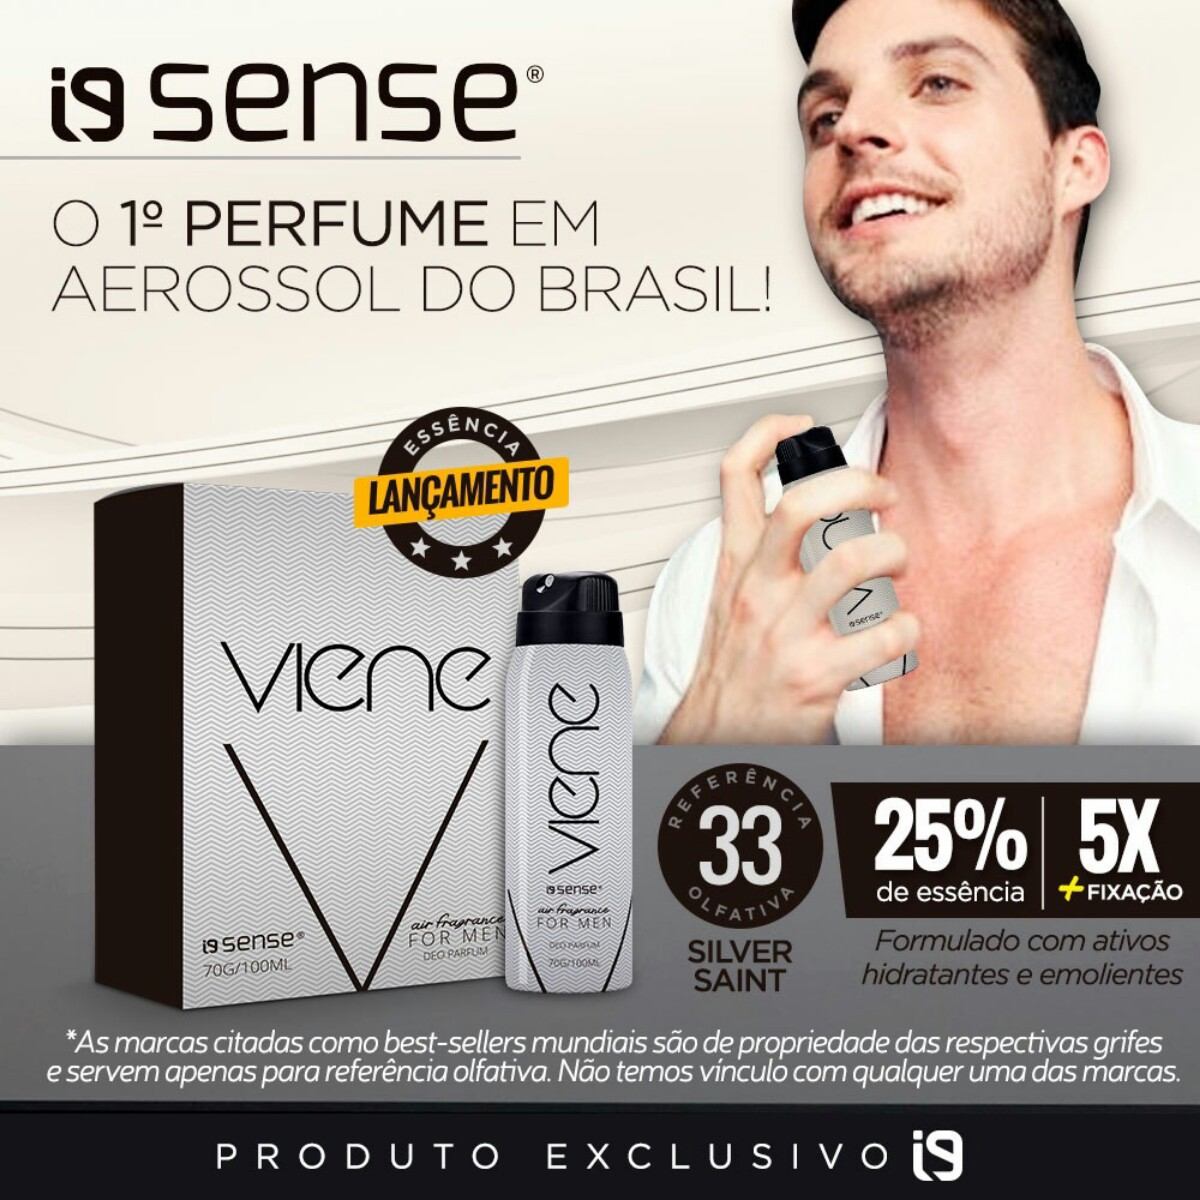 i9 sense®
O 1º PERFUME EM
AEROSSOL DO BRASIL!
ESSÊNCIA
LANÇAMENTO
VIENE
i9 sense®
70G/100ML
air fragrance
FOR MEN
DEO PARFUM
VIENE
i9 sense®
air fragrance
FOR MEN
DEO PARFUM
70G/100ML
i9 sense®
REFERÊNCIA
33
OLFATIVA
SILVER
SAINT
25%
de essência
5X
+ FIXAÇÃO
Formulado com ativos
hidratantes e emolientes
*As marcas citadas como best-sellers mundiais são de propriedade das respectivas grifes
e servem apenas para referência olfativa. Não temos vínculo com qualquer uma das marcas.
PRODUTO EXCLUSIVO i9